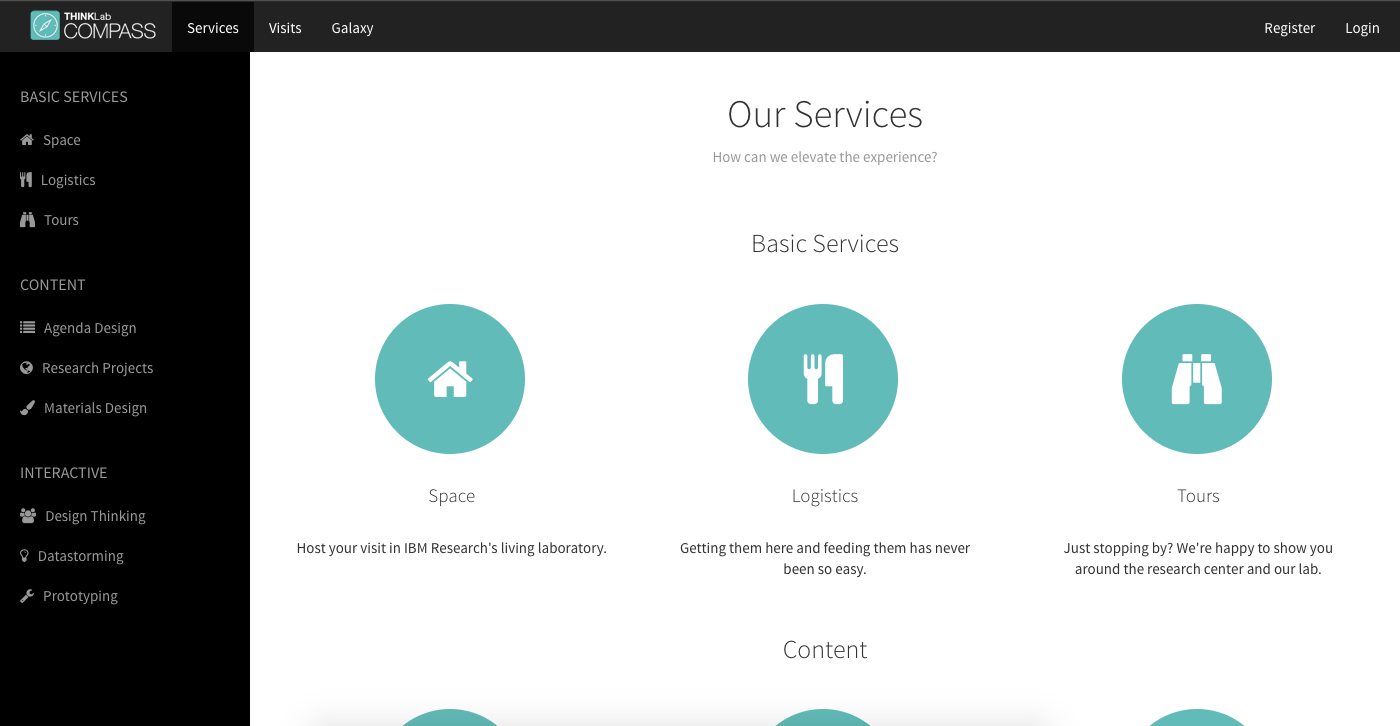 THINKLab
COMPASS
Services
Visits
Galaxy
Register
Login
BASIC SERVICES
Space
Logistics
Tours
CONTENT
Agenda Design
Research Projects
Materials Design
INTERACTIVE
Design Thinking
Datastorming
Prototyping
Our Services
How can we elevate the experience?
Basic Services
Space
Host your visit in IBM Research's living laboratory.
Logistics
Getting them here and feeding them has never
been so easy.
Tours
Just stopping by? We're happy to show you
around the research center and our lab.
Content